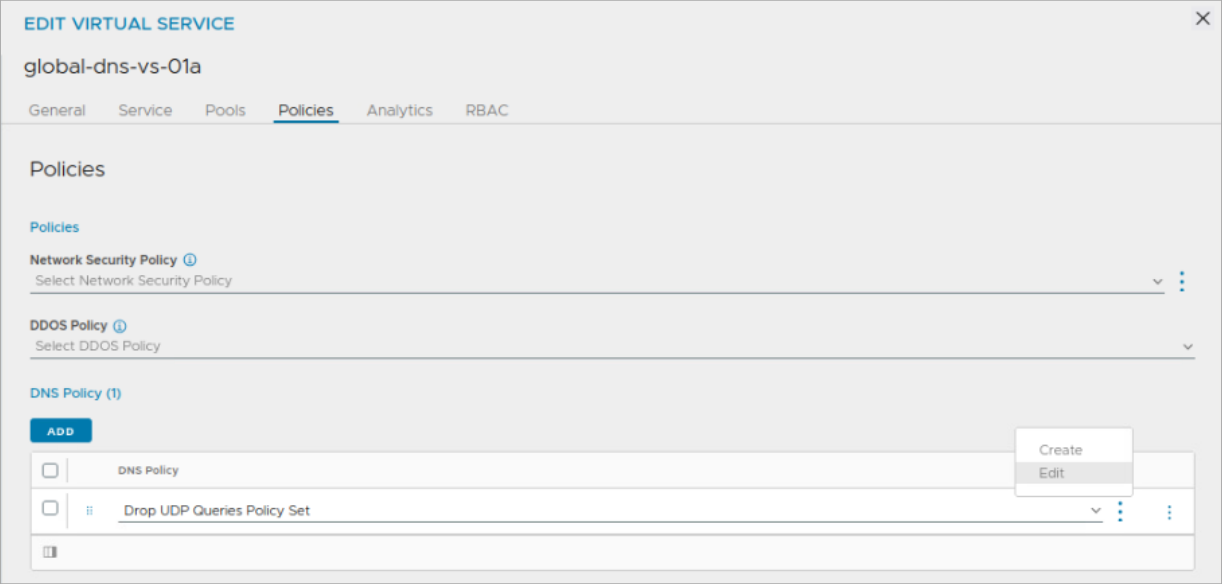 EDIT VIRTUAL SERVICE
global-dns-vs-01a
General Service Pools Policies Analytics RBAC
Policies
Policies
Network Security Policy
Select Network Security Policy
DDOS Policy
Select DDOS Policy
DNS Policy (1)
ADD
Create
Edit
DNS Policy
Drop UDP Queries Policy Set